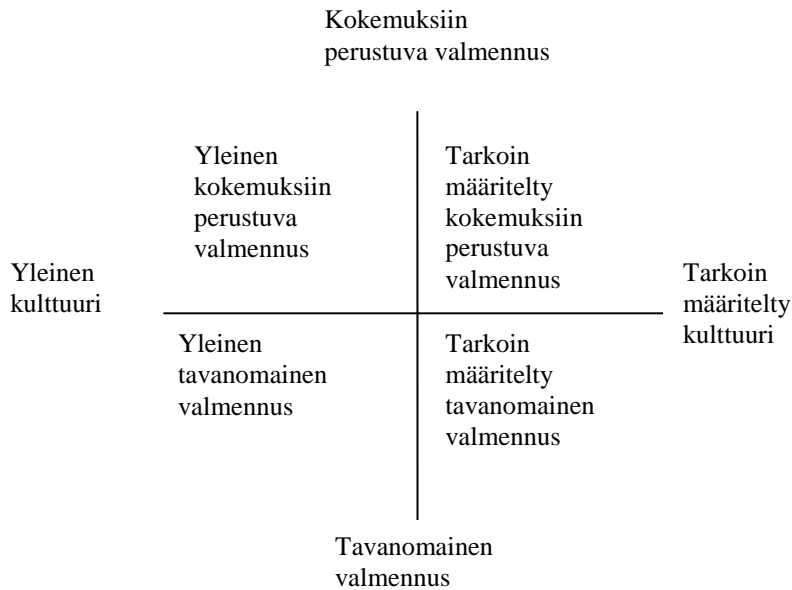 Kokemuksiin
perustuva valmennus
Yleinen
kokemuksiin
perustuva
valmennus
Tarkoin
määritelty
kokemuksiin
perustuva
valmennus
Yleinen
kulttuuri
Tarkoin
määritelty
kulttuuri
Yleinen
tavanomainen
valmennus
Tarkoin
määritelty
tavanomainen
valmennus
Tavanomainen
valmennus